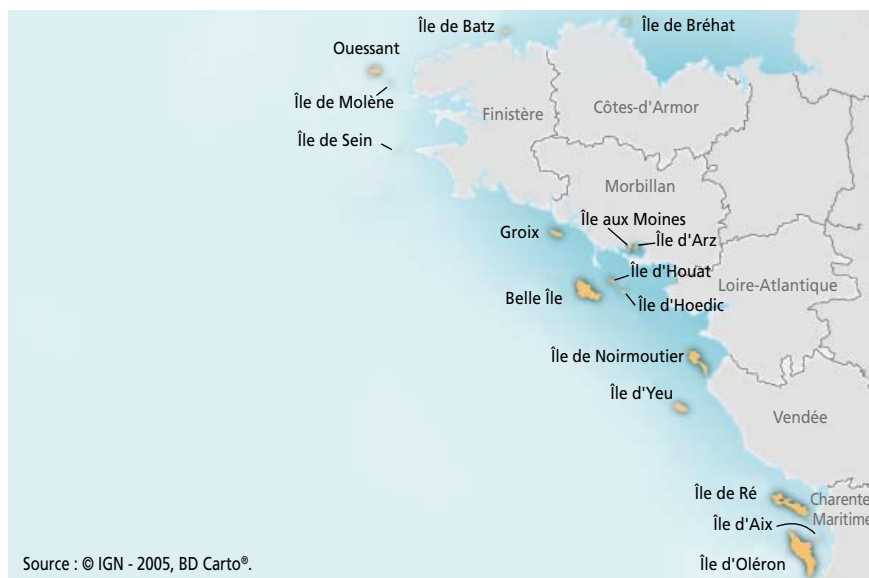 Île de Batz
Île de Bréhat
Ouessant
Île de Molène
Finistère
Côtes-d'Armor
Île de Sein
Morbillan
Île aux Moines
Groix
Île d'Arz
Île d'Houat
Loire-Atlantique
Belle Île
Île d'Hoedic
Île de Noirmoutier
Île d'Yeu
Vendée
Île de Ré
Charente
Maritime
Île d'Aix
Île d'Oléron
Source : © IGN - 2005, BD Carto®.